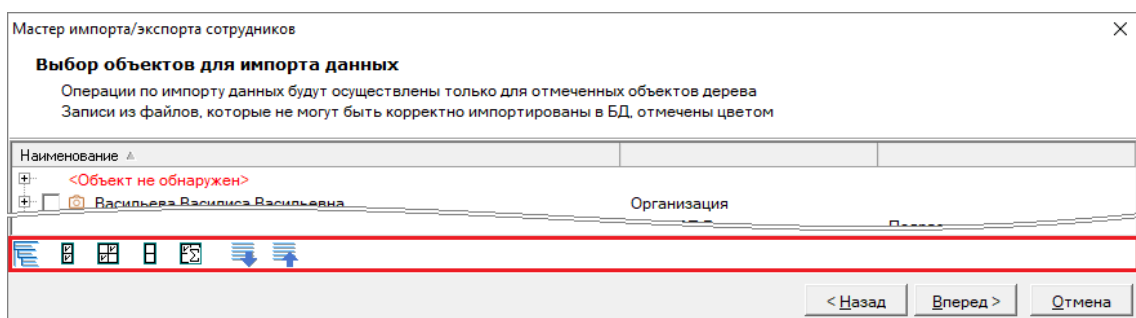 Мастер импорта/экспорта сотрудников
Выбор объектов для импорта данных
Операции по импорту данных будут осуществлены только для отмеченных объектов дерева
Записи из файлов, которые не могут быть корректно импортированы в БД, отмечены цветом
Наименование
<Объект не обнаружен>
Васильева Василиса Васильевна Организация
< Назад Вперед > Отмена